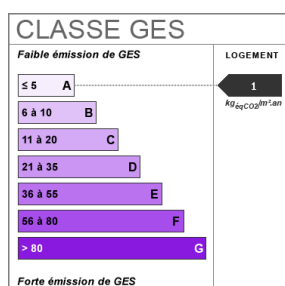 CLASSE GES
Faible émission de GES
LOGEMENT
≤ 5 A
1
kgéqCO2/m².an
6 à 10 B
11 à 20 C
21 à 35 D
36 à 55 E
56 à 80 F
> 80 G
Forte émission de GES